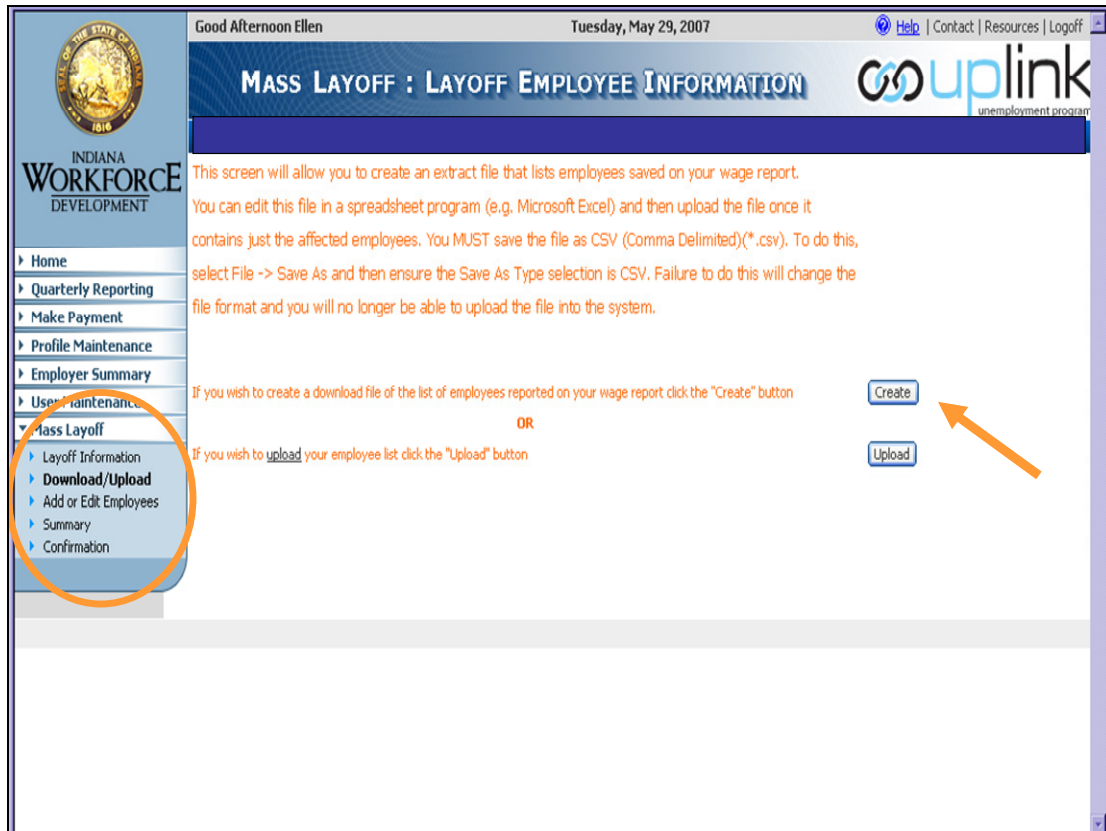 Good Afternoon Ellen
Tuesday, May 29, 2007
Help | Contact | Resources | Logoff
MASS LAYOFF : LAYOFF EMPLOYEE INFORMATION
uplink
unemployment program
SEAL OF THE STATE OF INDIANA
1816
INDIANA
WORKFORCE
DEVELOPMENT
Home
Quarterly Reporting
Make Payment
Profile Maintenance
Employer Summary
User Maintenance
Mass Layoff
Layoff Information
Download/Upload
Add or Edit Employees
Summary
Confirmation
This screen will allow you to create an extract file that lists employees saved on your wage report.
You can edit this file in a spreadsheet program (e.g. Microsoft Excel) and then upload the file once it
contains just the affected employees. You MUST save the file as CSV (Comma Delimited)(*.csv). To do this,
select File -> Save As and then ensure the Save As Type selection is CSV. Failure to do this will change the
file format and you will no longer be able to upload the file into the system.
If you wish to create a download file of the list of employees reported on your wage report click the "Create" button
Create
OR
If you wish to upload your employee list click the "Upload" button
Upload